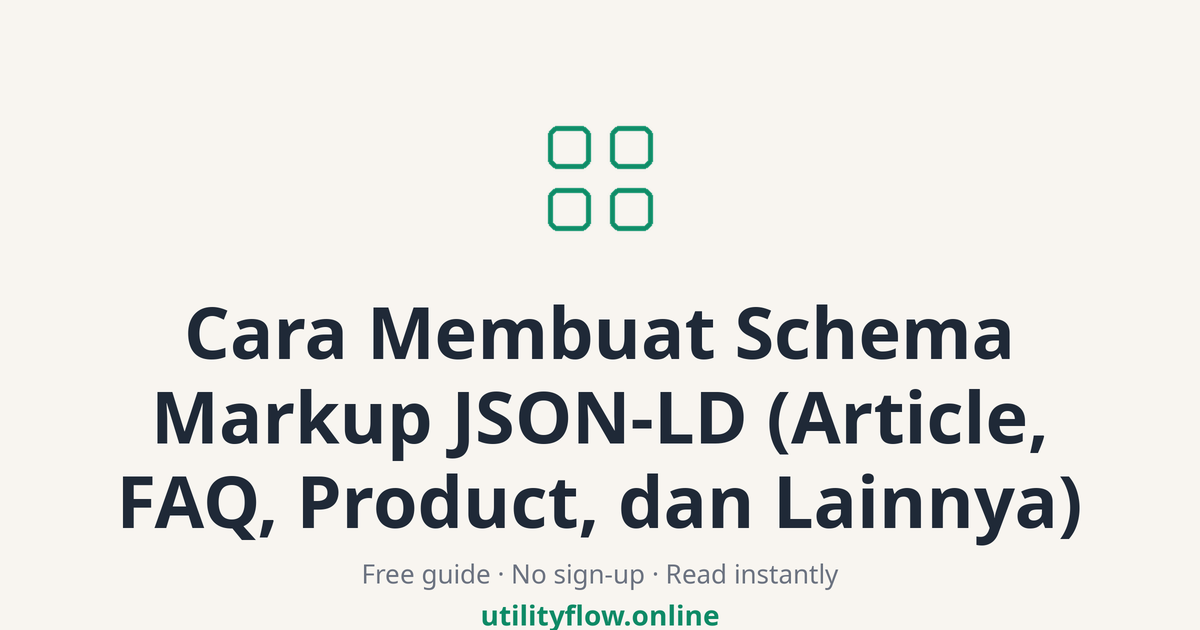 Cara Membuat Schema
Markup JSON-LD (Article,
FAQ, Product, dan Lainnya)
Free guide · No sign-up · Read instantly
utilityflow.online